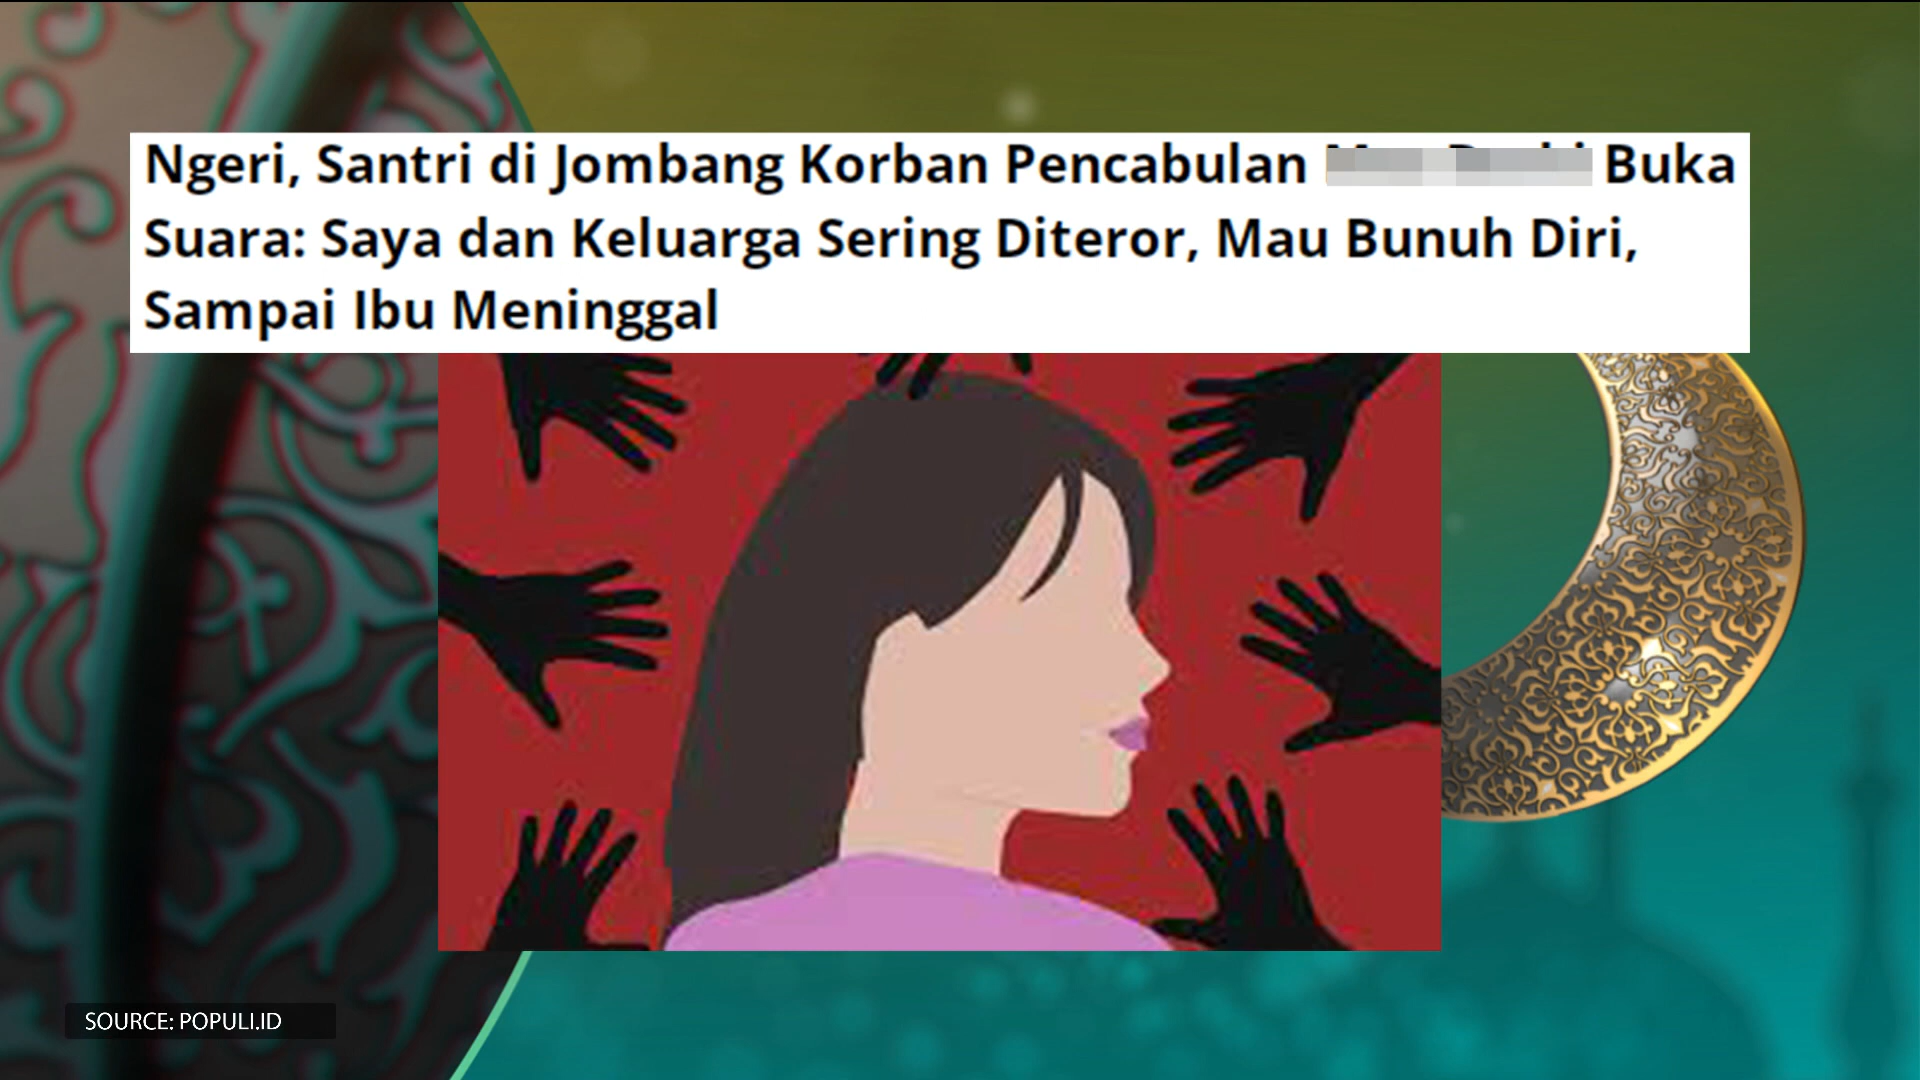 Ngeri, Santri di Jombang Korban Pencabulan Buka
Suara: Saya dan Keluarga Sering Diteror, Mau Bunuh Diri,
Sampai Ibu Meninggal
SOURCE: POPULI.ID